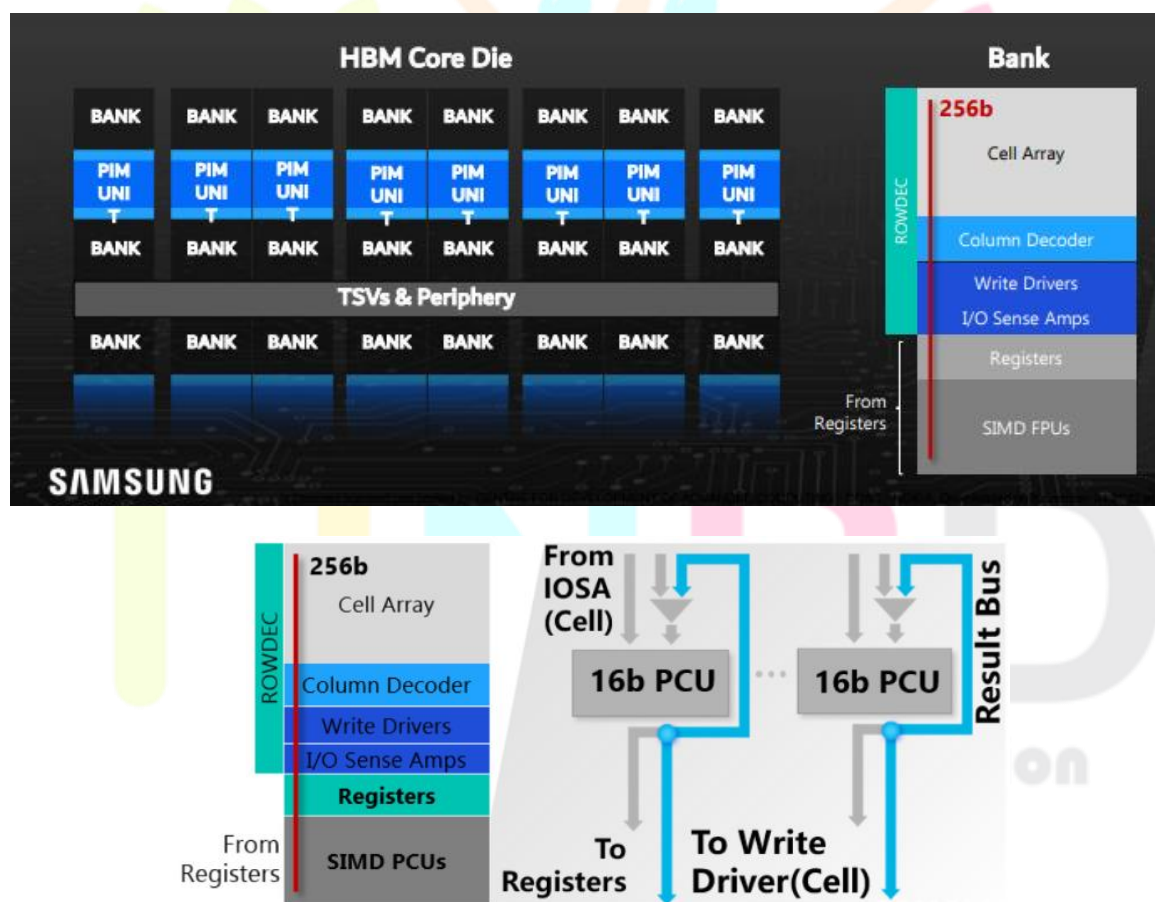 HBM Core Die
BANK BANK BANK BANK BANK BANK BANK BANK
PIM PIM PIM PIM PIM PIM PIM PIM
UNI UNI UNI UNI UNI UNI UNI UNI
T T T T T T T T
BANK BANK BANK BANK BANK BANK BANK BANK
TSVs & Periphery
BANK BANK BANK BANK BANK BANK BANK BANK
SAMSUNG
Bank
256b
Cell Array
ROWDEC
Column Decoder
Write Drivers
I/O Sense Amps
Registers
From
Registers
SIMD FPUs
256b
Cell Array
ROWDEC
Column Decoder
Write Drivers
I/O Sense Amps
Registers
From
Registers
SIMD PCUs
From
IOSA
(Cell)
16b PCU ... 16b PCU
Result Bus
To
Registers
To Write
Driver(Cell)
on